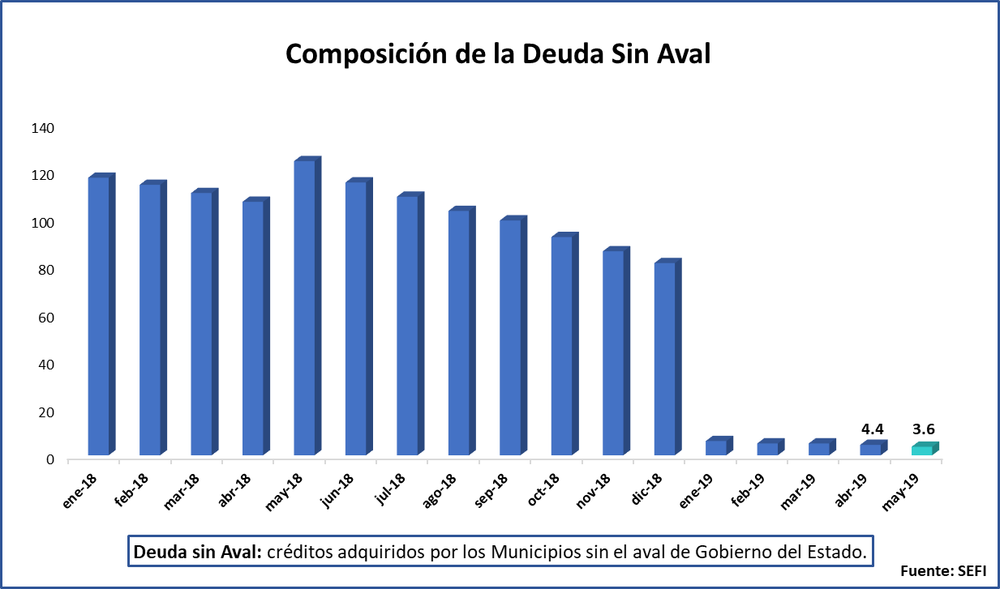 Composición de la Deuda Sin Aval
140
120
100
80
60
40
20
0
4.4
3.6
ene-18
feb-18
mar-18
abr-18
may-18
jun-18
jul-18
ago-18
sep-18
oct-18
nov-18
dic-18
ene-19
feb-19
mar-19
abr-19
may-19
Deuda sin Aval: créditos adquiridos por los Municipios sin el aval de Gobierno del Estado.
Fuente: SEFI